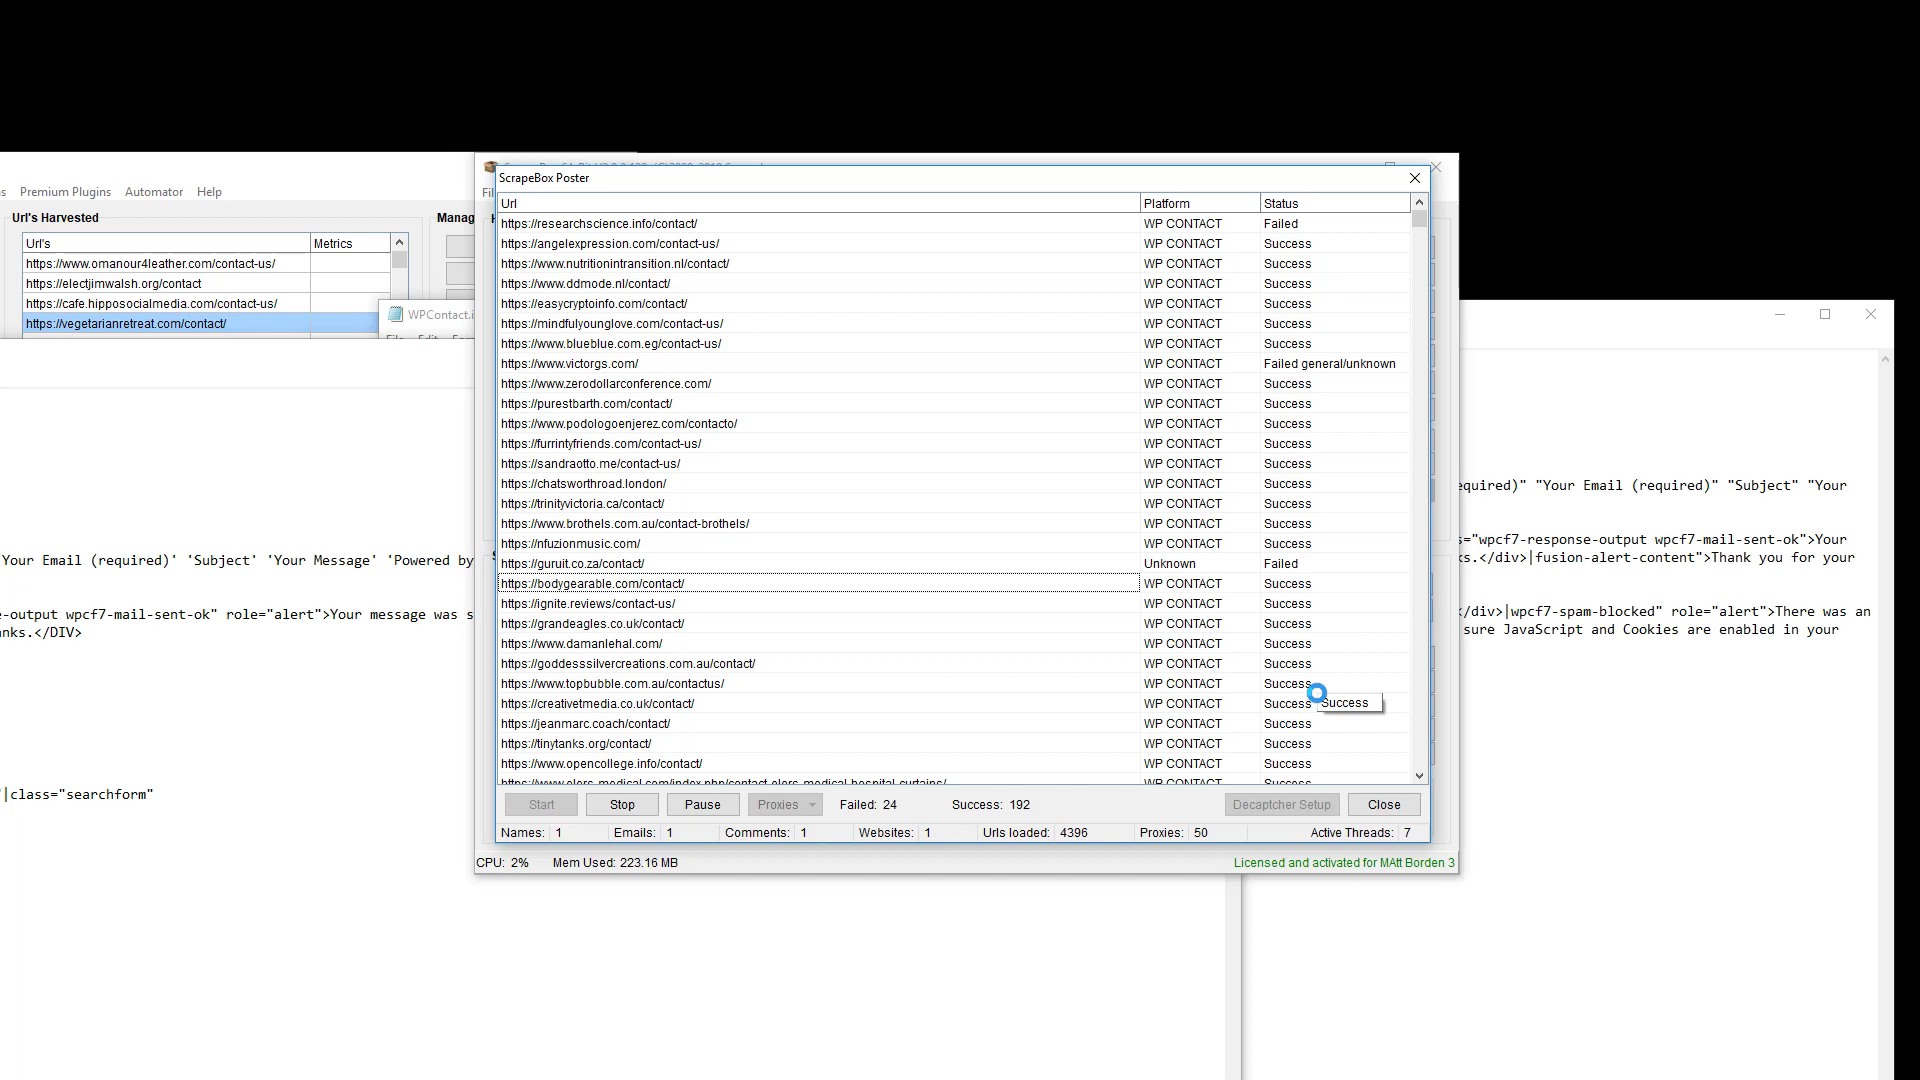 Premium Plugins Automator Help
Url's Harvested
Manag
Url's Metrics
https://www.omanour4leather.com/contact-us/
https://electjimwalsh.org/contact
https://cafe.hipposocialmedia.com/contact-us/
https://vegetarianretreat.com/contact/
WPContact.i
Your Email (required)' 'Subject' 'Your Message' 'Powered by
e-output wpcf7-mail-sent-ok" role="alert">Your message was s
anks.</DIV>
|class="searchform"
ScrapeBox Poster
Url Platform Status
https://researchscience.info/contact/ WP CONTACT Failed
https://angelexpression.com/contact-us/ WP CONTACT Success
https://www.nutritionintransition.nl/contact/ WP CONTACT Success
https://www.ddmode.nl/contact/ WP CONTACT Success
https://easycryptoinfo.com/contact/ WP CONTACT Success
https://mindfulyounglove.com/contact-us/ WP CONTACT Success
https://www.blueblue.com.eg/contact-us/ WP CONTACT Success
https://www.victorgs.com/ WP CONTACT Failed general/unknown
https://www.zerodollarconference.com/ WP CONTACT Success
https://purestbarth.com/contact/ WP CONTACT Success
https://www.podologoenjerez.com/contacto/ WP CONTACT Success
https://furrintyfriends.com/contact-us/ WP CONTACT Success
https://sandraotto.me/contact-us/ WP CONTACT Success
https://chatsworthroad.london/ WP CONTACT Success
https://trinityvictoria.ca/contact/ WP CONTACT Success
https://www.brothels.com.au/contact-brothels/ WP CONTACT Success
https://nfuzionmusic.com/ WP CONTACT Success
https://guruit.co.za/contact/ Unknown Failed
https://bodygearable.com/contact/ WP CONTACT Success
https://ignite.reviews/contact-us/ WP CONTACT Success
https://grandeagles.co.uk/contact/ WP CONTACT Success
https://www.damanlehal.com/ WP CONTACT Success
https://goddesssilvercreations.com.au/contact/ WP CONTACT Success
https://www.topbubble.com.au/contactus/ WP CONTACT Success
https://creativetmedia.co.uk/contact/ WP CONTACT Success Success
https://jeanmarc.coach/contact/ WP CONTACT Success
https://tinytanks.org/contact/ WP CONTACT Success
https://www.opencollege.info/contact/ WP CONTACT Success
Start Stop Pause Proxies Failed: 24 Success: 192 Decaptcher Setup Close
Names: 1 Emails: 1 Comments: 1 Websites: 1 Urls loaded: 4396 Proxies: 50 Active Threads: 7
CPU: 2% Mem Used: 223.16 MB Licensed and activated for MAtt Borden 3
equired)" "Your Email (required)" "Subject" "Your
s="wpcf7-response-output wpcf7-mail-sent-ok">Your
s.</div>|fusion-alert-content">Thank you for your
</div>|wpcf7-spam-blocked" role="alert">There was an
sure JavaScript and Cookies are enabled in your